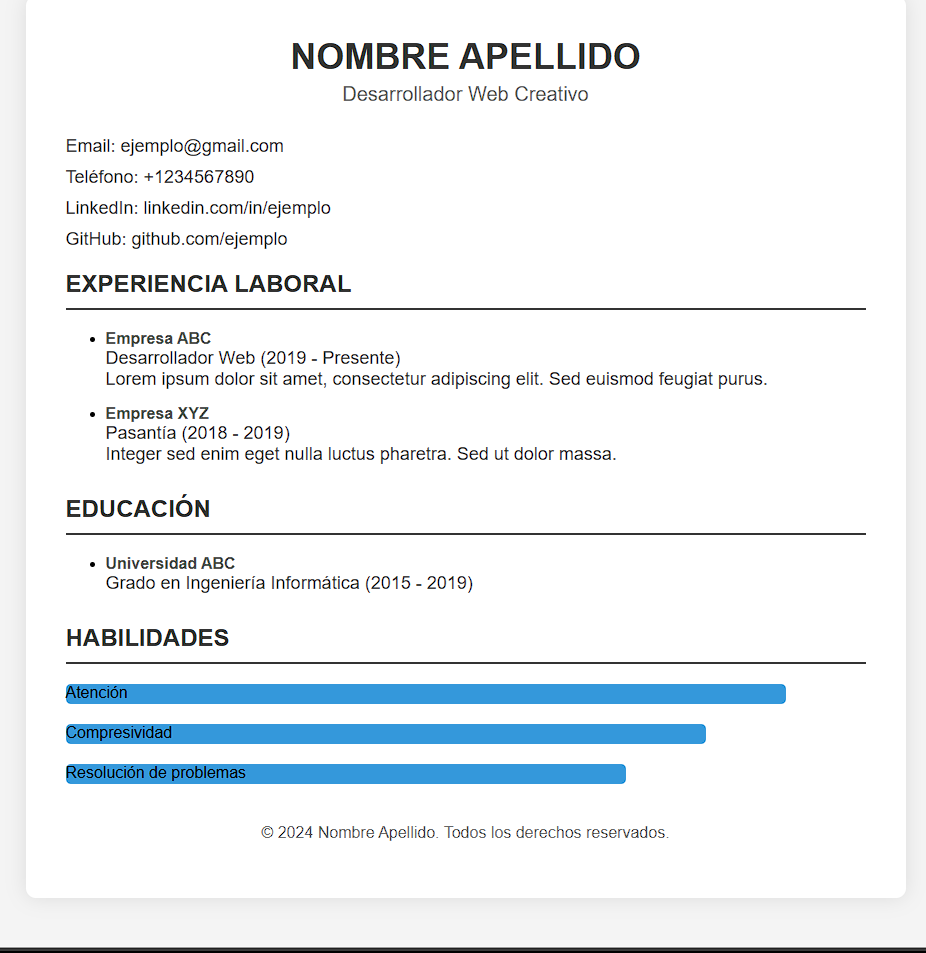 NOMBRE APELLIDO
Desarrollador Web Creativo
Email: ejemplo@gmail.com
Teléfono: +1234567890
LinkedIn: linkedin.com/in/ejemplo
GitHub: github.com/ejemplo
EXPERIENCIA LABORAL
Empresa ABC
Desarrollador Web (2019 - Presente)
Lorem ipsum dolor sit amet, consectetur adipiscing elit. Sed euismod feugiat purus.
Empresa XYZ
Pasantía (2018 - 2019)
Integer sed enim eget nulla luctus pharetra. Sed ut dolor massa.
EDUCACIÓN
Universidad ABC
Grado en Ingeniería Informática (2015 - 2019)
HABILIDADES
Atención
Compresividad
Resolución de problemas
© 2024 Nombre Apellido. Todos los derechos reservados.